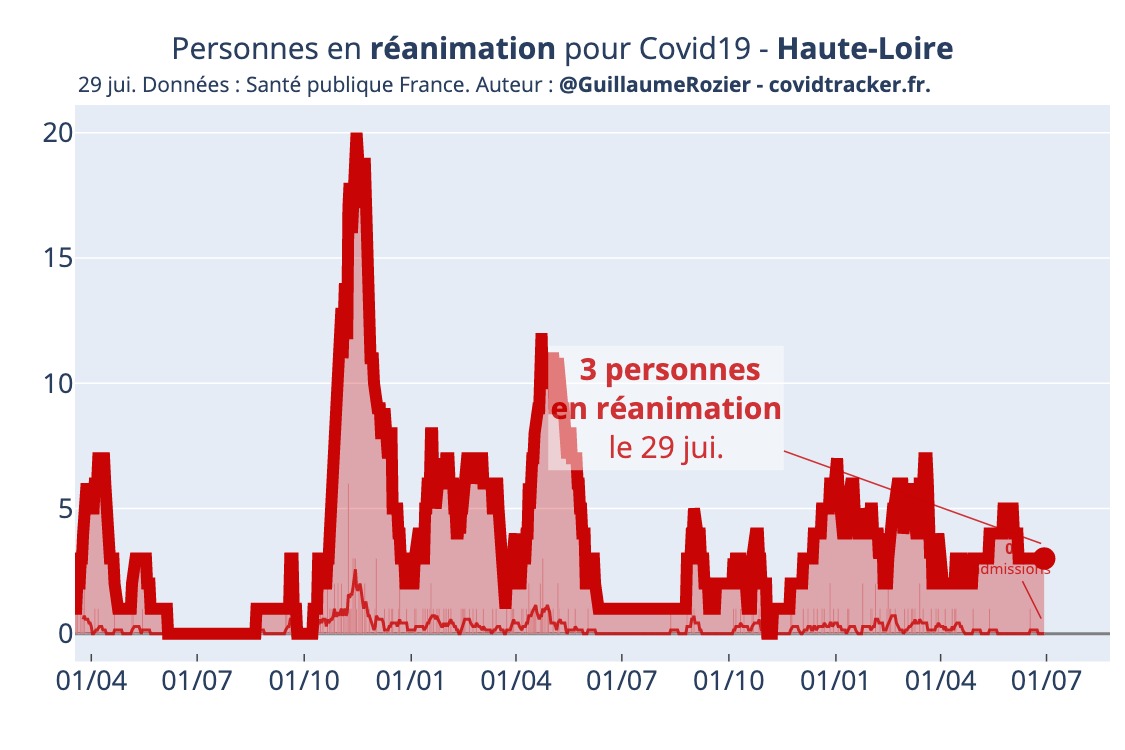 Personnes en réanimation pour Covid19 - Haute-Loire
29 jui. Données : Santé publique France. Auteur : @GuillaumeRozier - covidtracker.fr.
20
15
10
5
0
3 personnes
en réanimation
le 29 jui.
0
dmissions
01/04
01/07
01/10
01/01
01/04
01/07
01/10
01/01
01/04
01/07